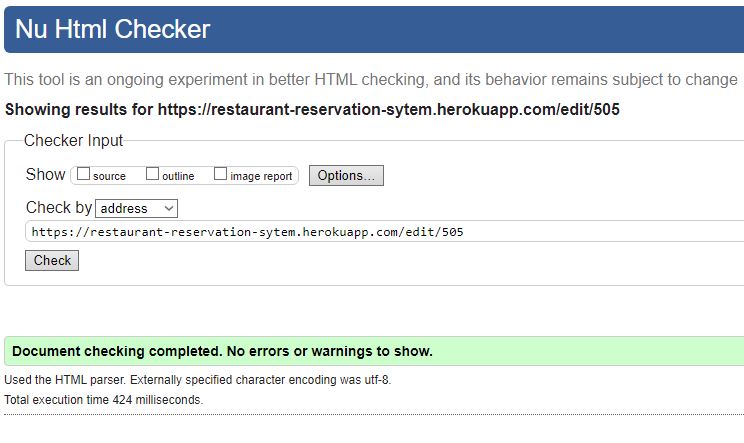 Nu Html Checker
This tool is an ongoing experiment in better HTML checking, and its behavior remains subject to change
Showing results for https://restaurant-reservation-sytem.herokuapp.com/edit/505
Checker Input
Show source outline image report Options...
Check by address
https://restaurant-reservation-sytem.herokuapp.com/edit/505
Check
Document checking completed. No errors or warnings to show.
Used the HTML parser. Externally specified character encoding was utf-8.
Total execution time 424 milliseconds.